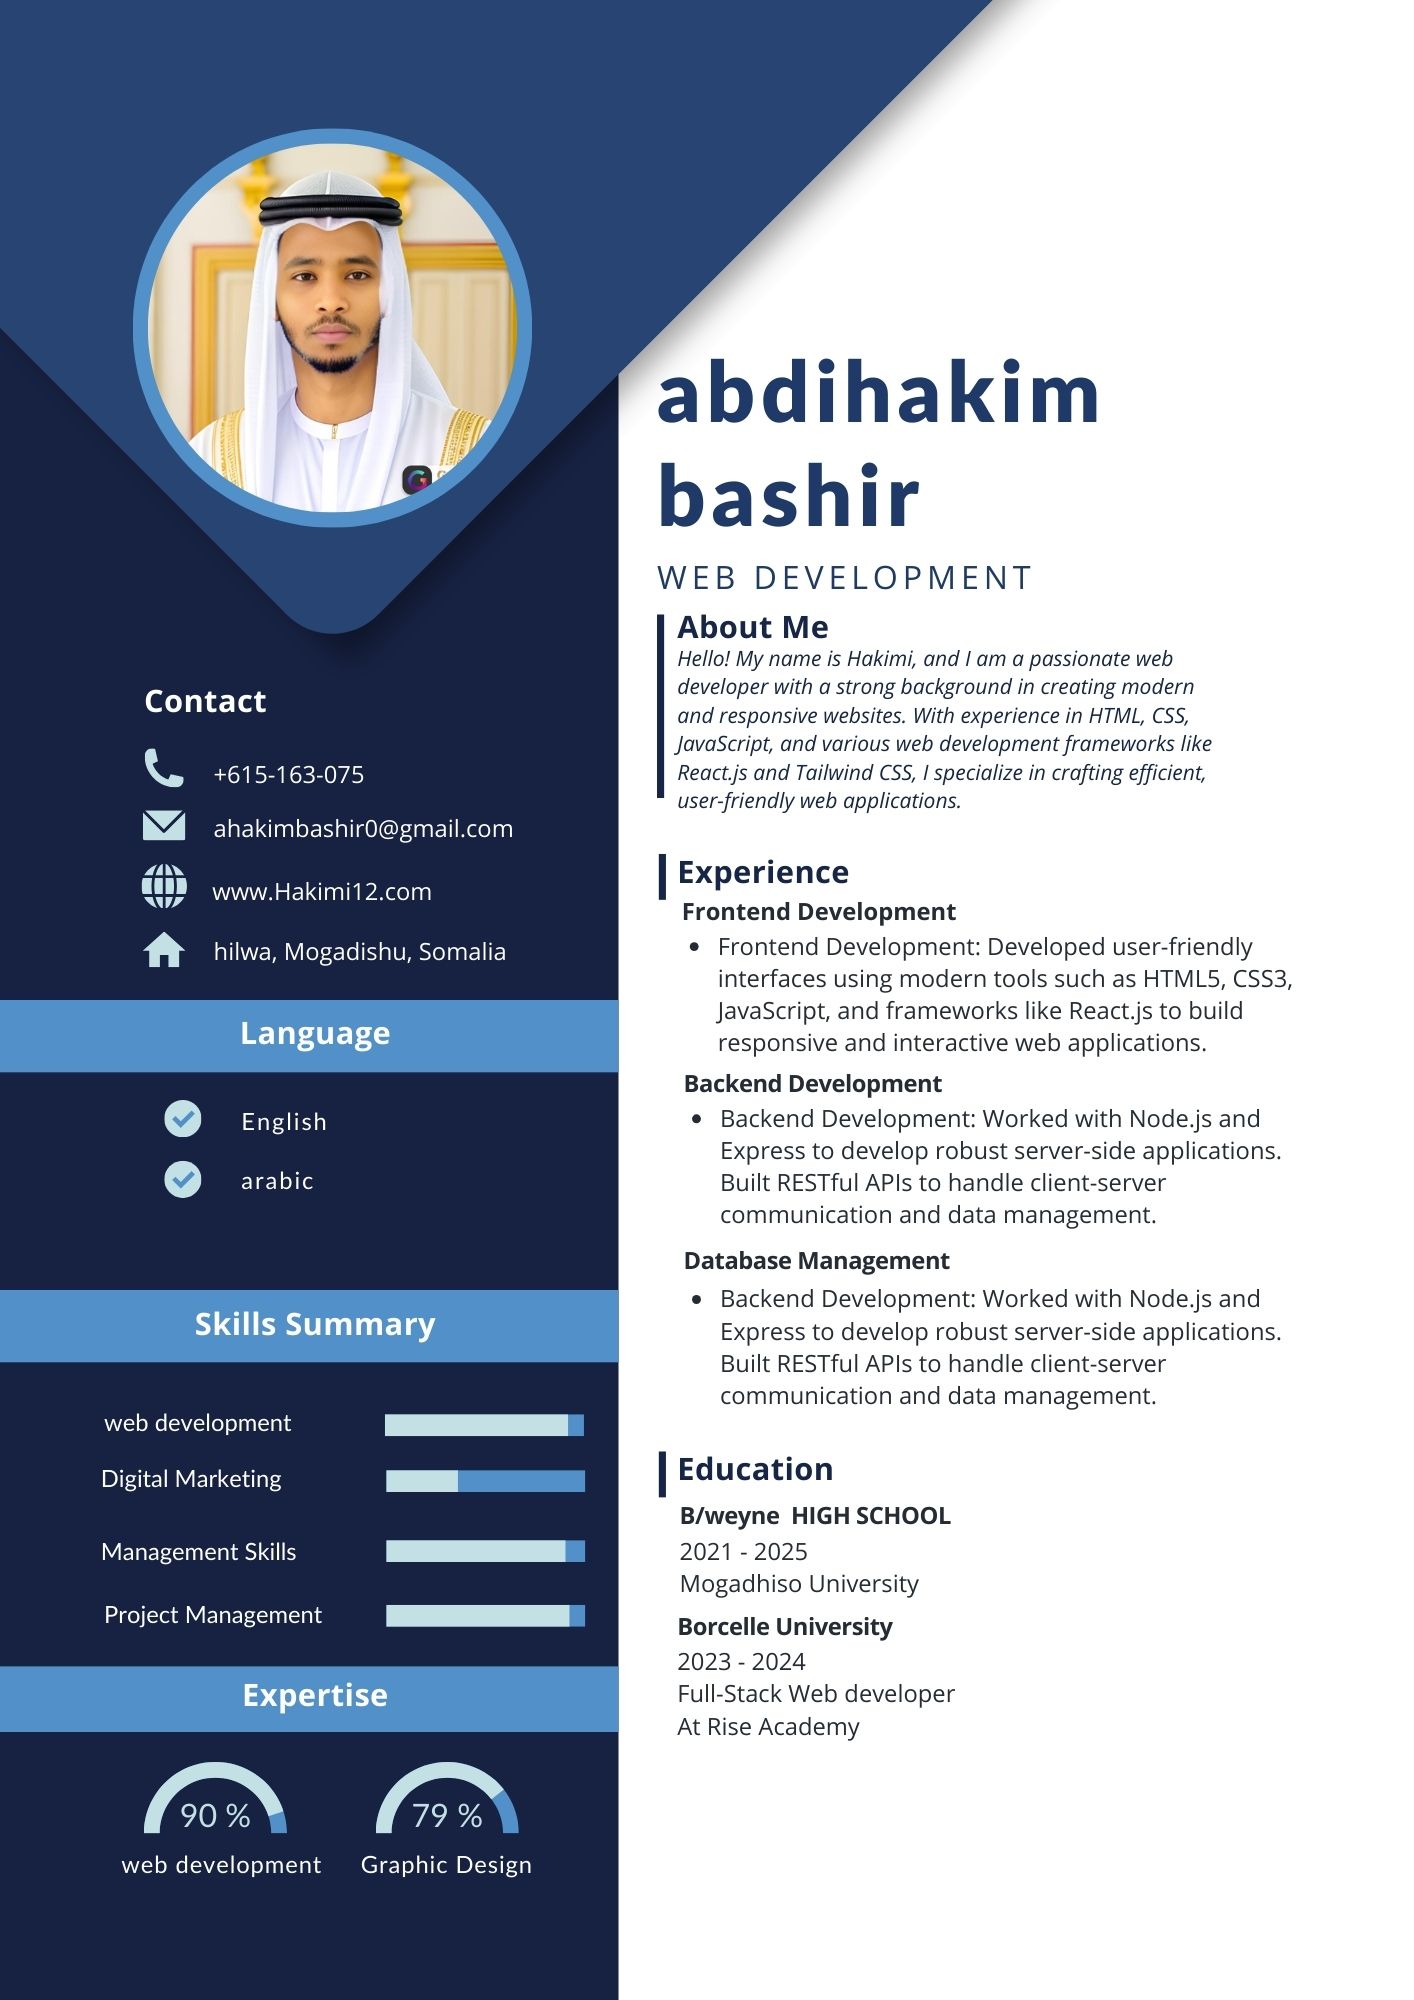 abdihakim
bashir
WEB DEVELOPMENT
About Me
Hello! My name is Hakimi, and I am a passionate web
developer with a strong background in creating modern
and responsive websites. With experience in HTML, CSS,
JavaScript, and various web development frameworks like
React.js and Tailwind CSS, I specialize in crafting efficient,
user-friendly web applications.
Contact
+615-163-075
ahakimbashir0@gmail.com
www.Hakimi12.com
hilwa, Mogadishu, Somalia
Language
English
arabic
Skills Summary
web development
Digital Marketing
Management Skills
Project Management
Expertise
90 %
web development
79 %
Graphic Design
Experience
Frontend Development
Frontend Development: Developed user-friendly
interfaces using modern tools such as HTML5, CSS3,
JavaScript, and frameworks like React.js to build
responsive and interactive web applications.
Backend Development
Backend Development: Worked with Node.js and
Express to develop robust server-side applications.
Built RESTful APIs to handle client-server
communication and data management.
Database Management
Backend Development: Worked with Node.js and
Express to develop robust server-side applications.
Built RESTful APIs to handle client-server
communication and data management.
Education
B/weyne  HIGH SCHOOL
2021 - 2025
Mogadhiso University
Borcelle University
2023 - 2024
Full-Stack Web developer
At Rise Academy